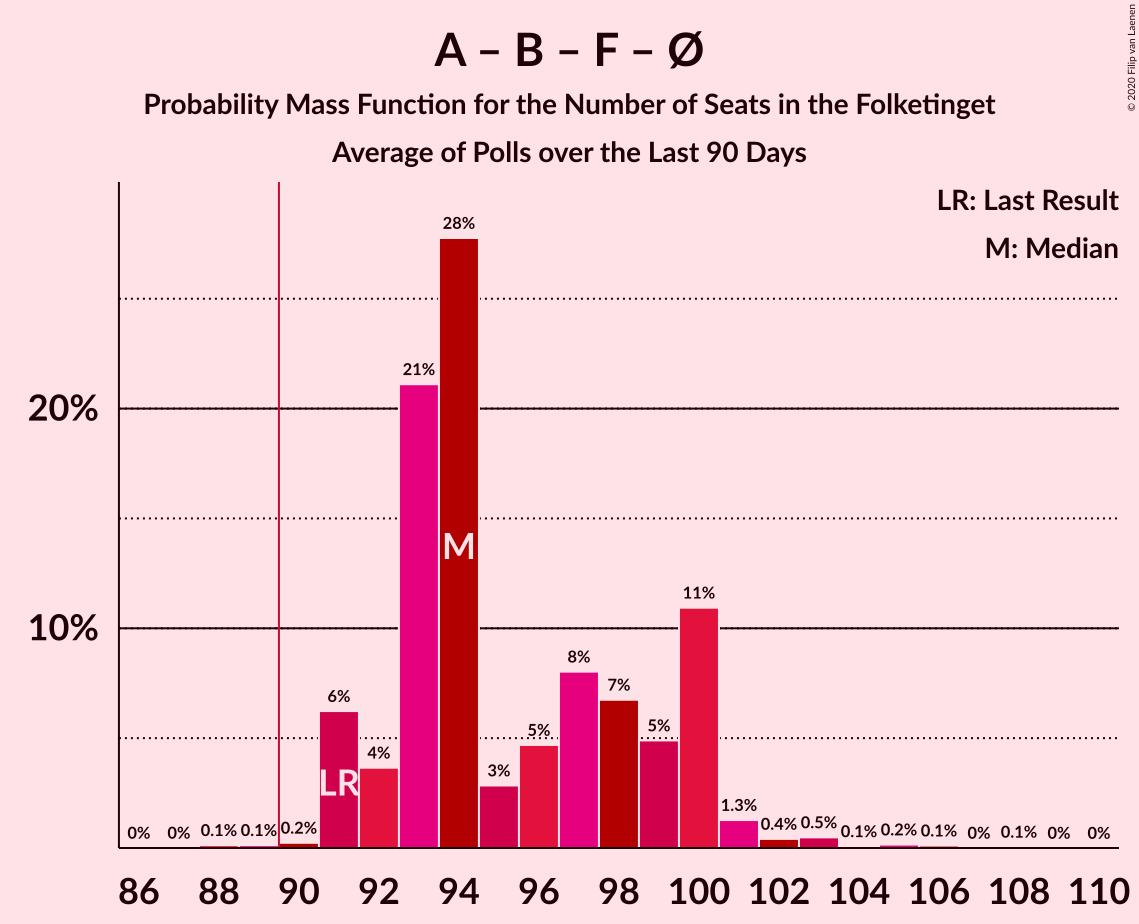 A – B – F – Ø
Probability Mass Function for the Number of Seats in the Folketinget
Average of Polls over the Last 90 Days
© 2020 Filip van Laenen
LR: Last Result
M: Median
28%
21%
20%
M
11%
10%
8%
7%
6%
5%
5%
4%
3%
LR
1.3%
0% 0% 0.1% 0.1% 0.2% 0.4% 0.5% 0.1% 0.2% 0.1% 0% 0.1% 0% 0%
86 88 90 92 94 96 98 100 102 104 106 108 110